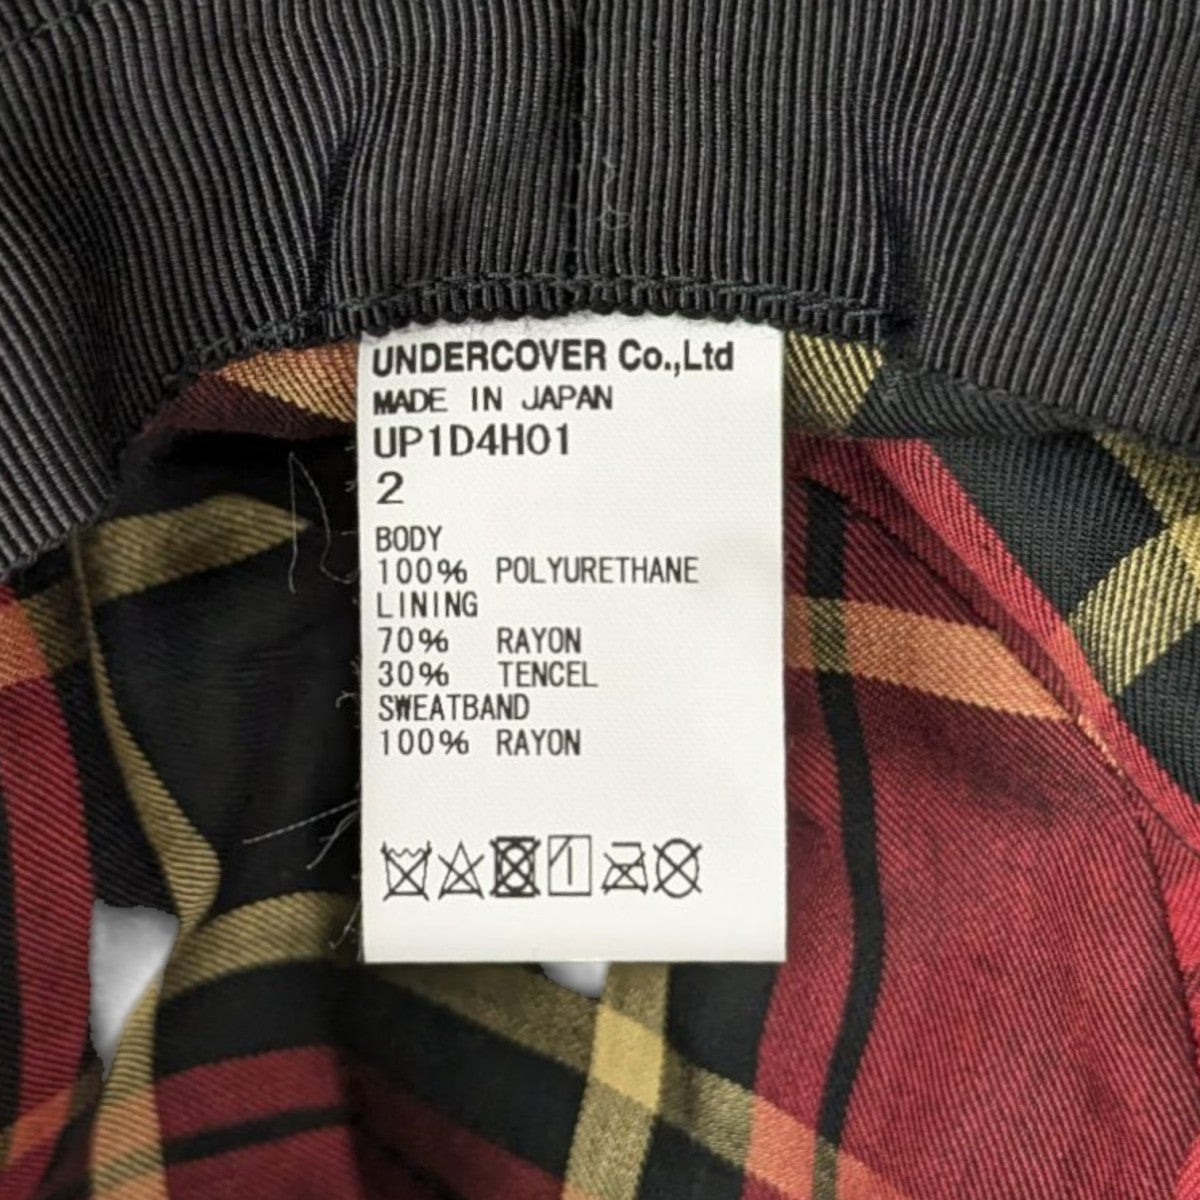 UNDERCOVER Co.,Ltd
MADE IN JAPAN
UP1D4H01
2
BODY
100% POLYURETHANE
LINING
70% RAYON
30% TENCEL
SWEATBAND
100% RAYON